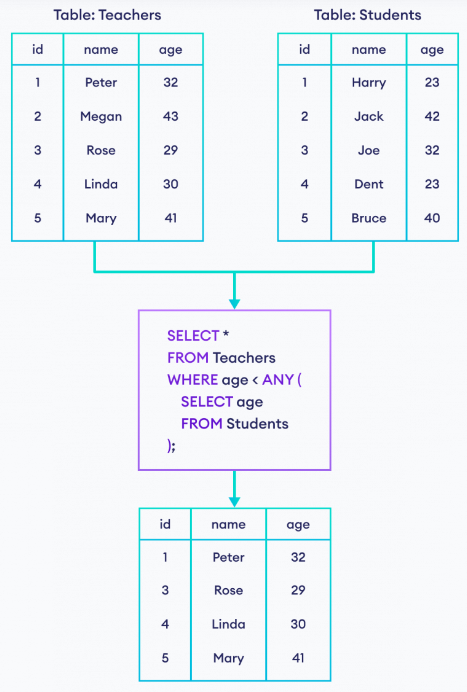 Table: Teachers
id name age
1 Peter 32
2 Megan 43
3 Rose 29
4 Linda 30
5 Mary 41
Table: Students
id name age
1 Harry 23
2 Jack 42
3 Joe 32
4 Dent 23
5 Bruce 40
SELECT *
FROM Teachers
WHERE age < ANY (
SELECT age
FROM Students
);
id name age
1 Peter 32
3 Rose 29
4 Linda 30
5 Mary 41